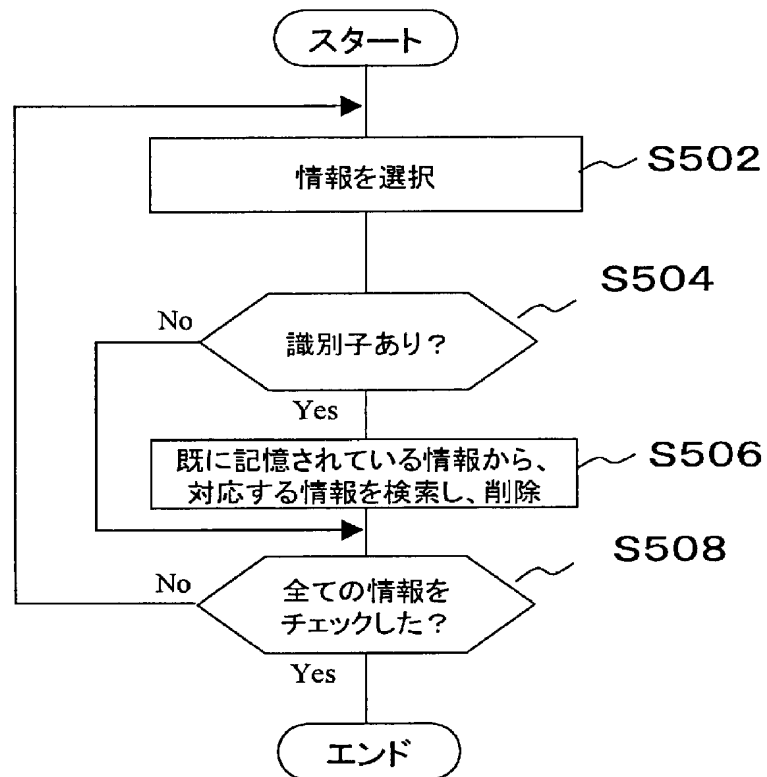 スタート
情報を選択
S502
S504
No
識別子あり?
Yes
既に記憶されている情報から、
対応する情報を検索し、削除
S506
S508
No
全ての情報を
チェックした?
Yes
エンド